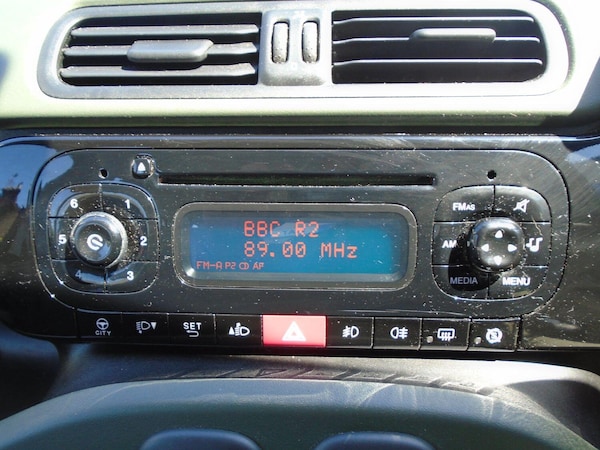 BBC R2
89.00 MHz
FM-A P2 CD AF
6 1
5 2
4 3
FMAS
AM
MEDIA MENU
CITY SET